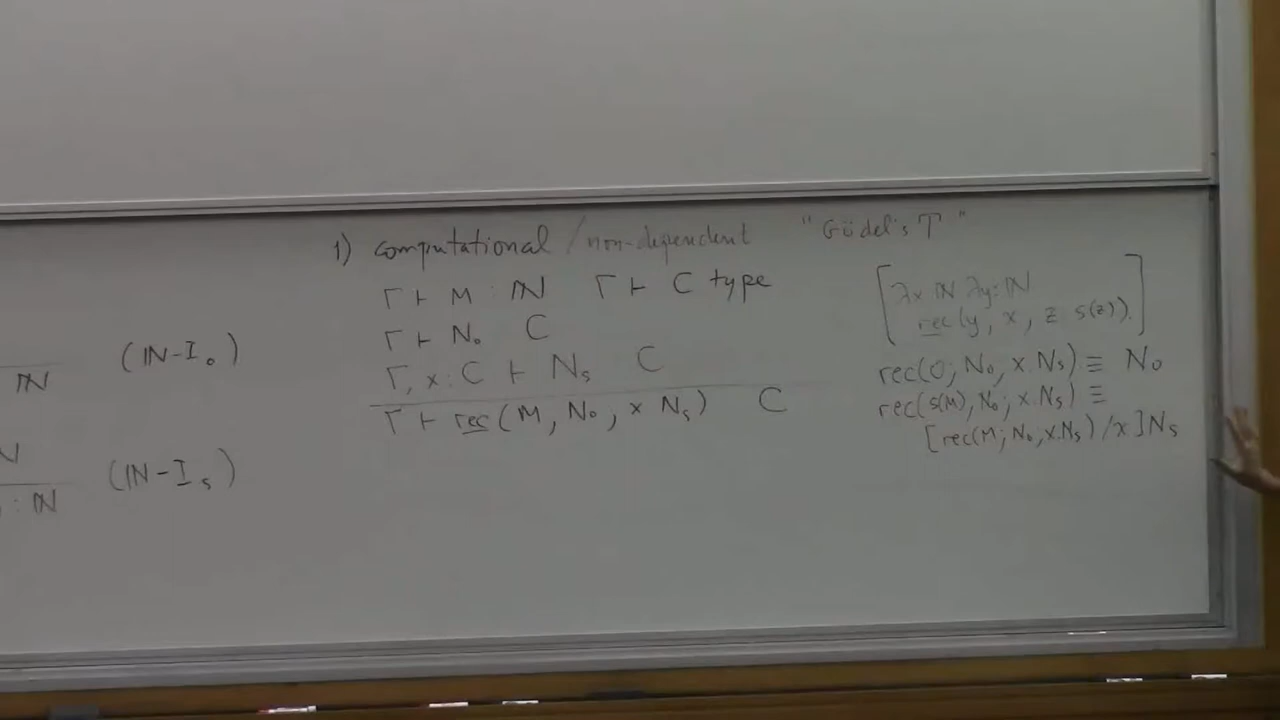 1) computational / non-dependent "Gödel's T"
Γ ⊢ M : ℕ Γ ⊢ C type
Γ ⊢ N₀ C
Γ, x : C ⊢ Nₛ C
Γ ⊢ rec(M, N₀, x Nₛ) C
[λx ℕ λy:ℕ
rec(y, x, z s(z)).]
rec(0; N₀, x Nₛ) ≡ N₀
rec(s(M), N₀; x Nₛ) ≡
[rec(M; N₀, x.Nₛ)/x]Nₛ
ℕ (ℕ-I₀)
ℕ
: ℕ (ℕ-Iₛ)